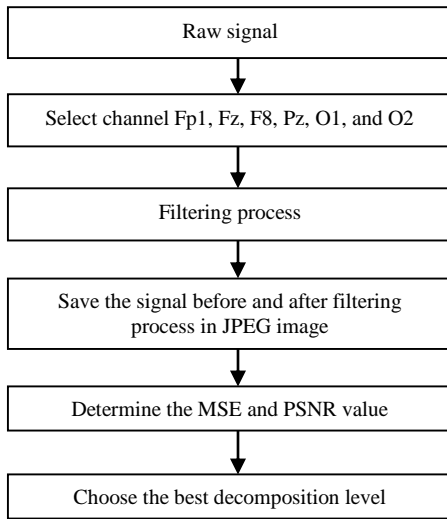 Raw signal
Select channel Fp1, Fz, F8, Pz, O1, and O2
Filtering process
Save the signal before and after filtering
process in JPEG image
Determine the MSE and PSNR value
Choose the best decomposition level